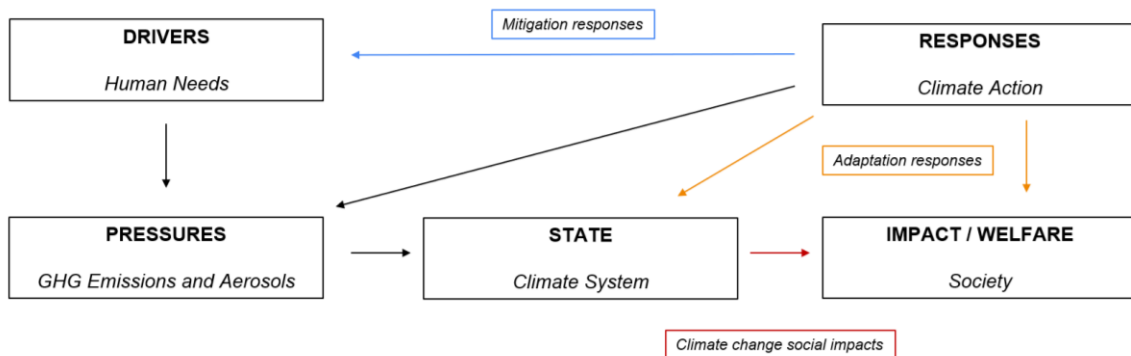 Mitigation responses
DRIVERS
Human Needs
RESPONSES
Climate Action
Adaptation responses
PRESSURES
GHG Emissions and Aerosols
STATE
Climate System
IMPACT / WELFARE
Society
Climate change social impacts